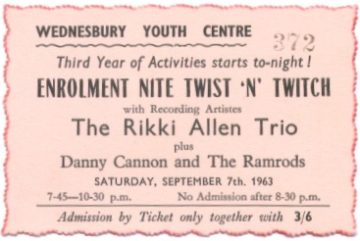 WEDNESBURY YOUTH CENTRE
372
Third Year of Activities starts to-night!
ENROLMENT NITE TWIST 'N' TWITCH
with Recording Artistes
The Rikki Allen Trio
plus
Danny Cannon and The Ramrods
SATURDAY, SEPTEMBER 7th. 1963
7-45—10-30 p.m. No Admission after 8-30 p.m.
Admission by Ticket only together with 3/6